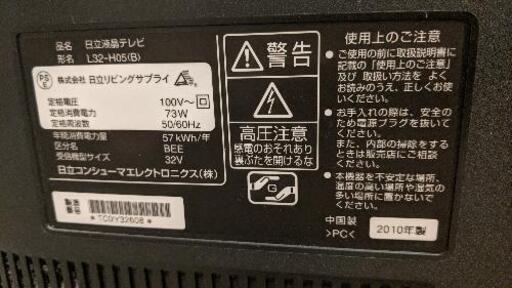 品名 日立液晶テレビ
形名 L32-H05(B)
PS
E
株式会社 日立リビングサプライ
定格電圧 100V~
定格消費電力 73W
定格周波数 50/60Hz
年間消費電力量 57kWh/年
区分名 BEE
受信機型サイズ 32V
日立コンシューマエレクトロニクス(株)
製造
番号
警告
高圧注意
感電のおそれあり
裏ぶたを開けるな
G
使用上のご注意
●ご使用の前に取扱説明書に
記載の「使用上のご注意」
及び 取扱い方法を よく
お読みのうえ、正しくお使
いください。
●お手入れの際は、安全の
ため電源プラグを抜いて
ください。
また、内部の掃除をする
ときは販売店にご相談
ください。
●本機器を不安定な場所、
温度の高い場所や湿気の
多い場所に置かないで
ください。
中国製
>PC<
2010年製